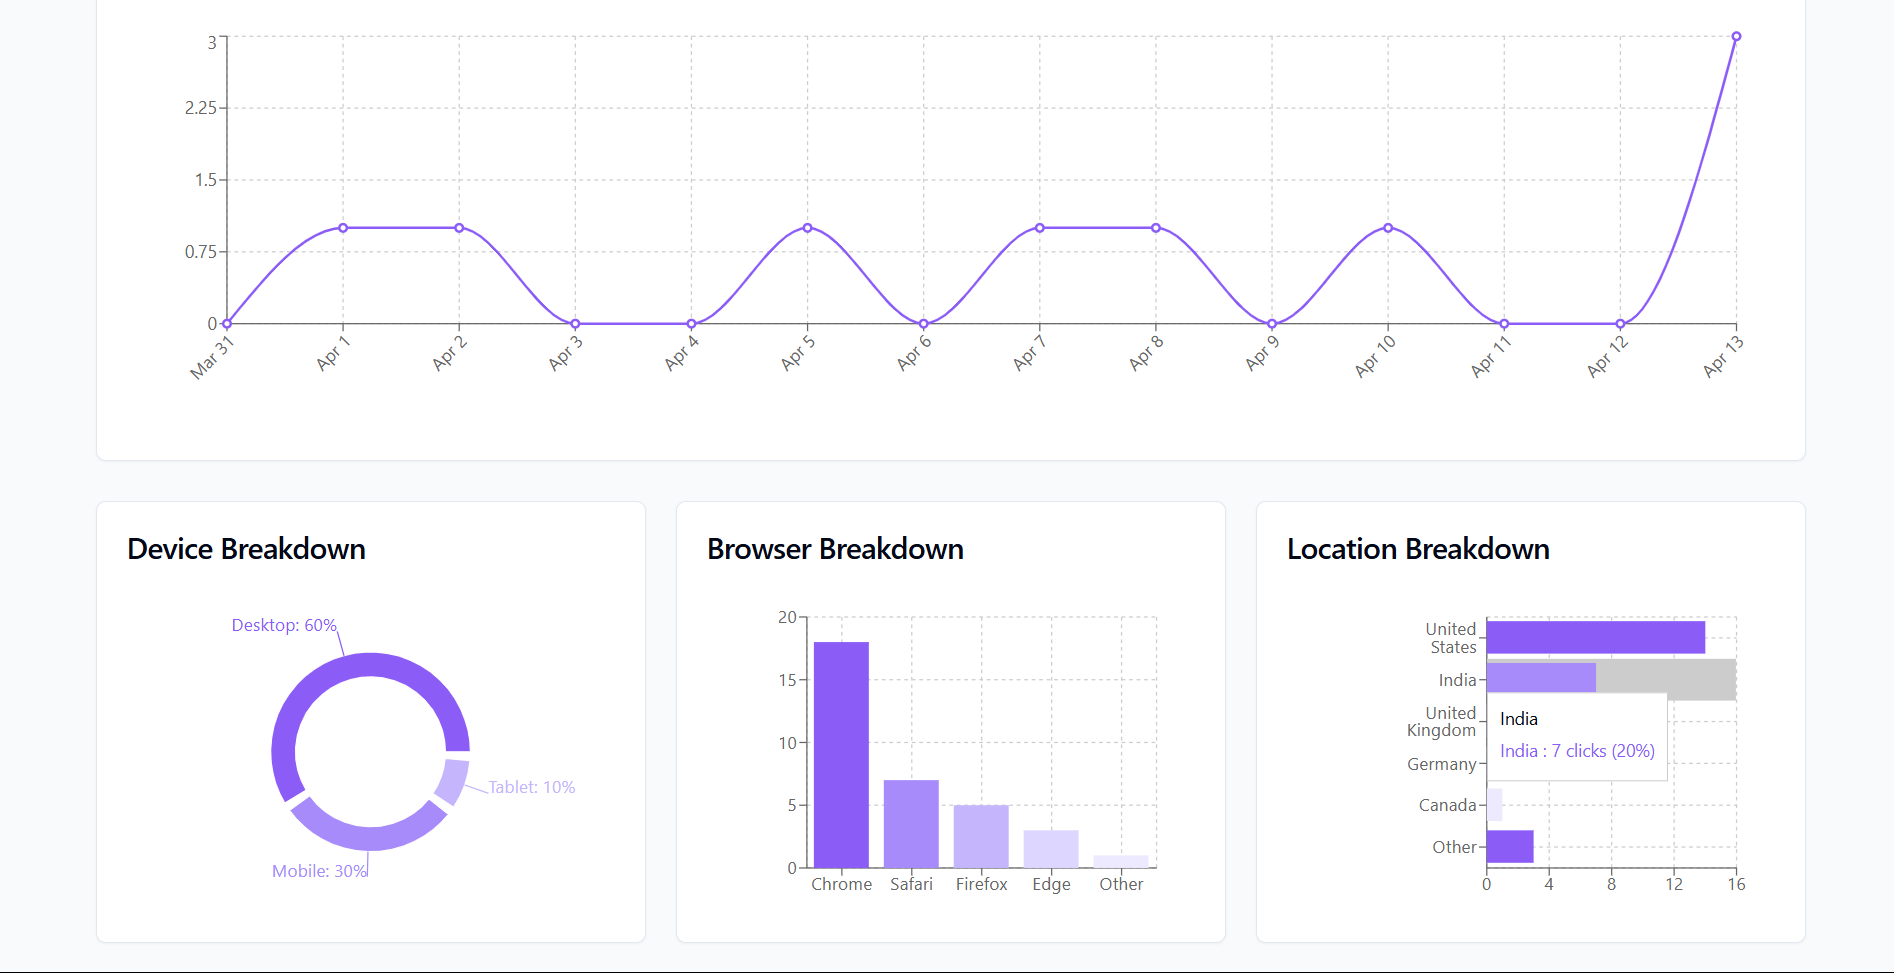 3
2.25
1.5
0.75
0
Mar 31
Apr 1
Apr 2
Apr 3
Apr 4
Apr 5
Apr 6
Apr 7
Apr 8
Apr 9
Apr 10
Apr 11
Apr 12
Apr 13
Device Breakdown
Desktop: 60%
Tablet: 10%
Mobile: 30%
Browser Breakdown
20
15
10
5
0
Chrome
Safari
Firefox
Edge
Other
Location Breakdown
United
States
India
United
Kingdom
Germany
Canada
Other
India
India : 7 clicks (20%)
0
4
8
12
16